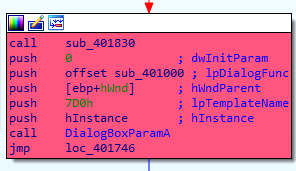 call sub_401830
push 0 ; dwInitParam
push offset sub_401000 ; lpDialogFunc
push [ebp+hWnd] ; hWndParent
push 7D0h ; lpTemplateName
push hInstance ; hInstance
call DialogBoxParamA
jmp loc_401746